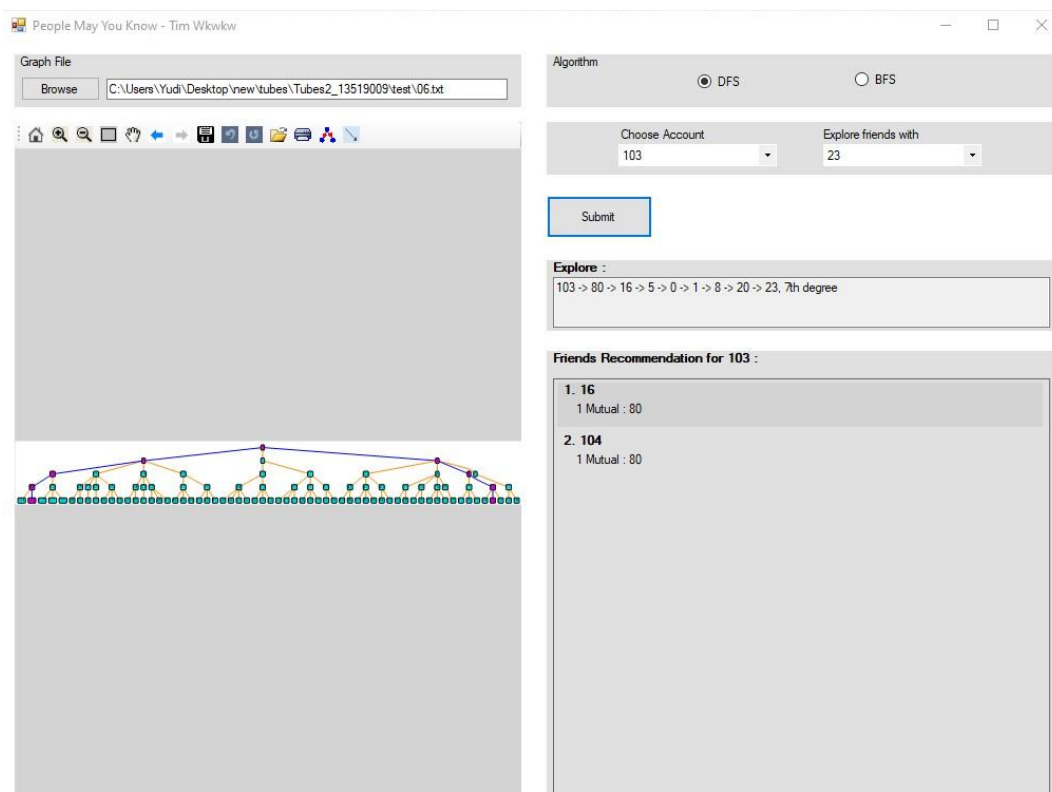 People May You Know - Tim Wkwkw
Graph File
Browse
C:\Users\Yudi\Desktop\new\tubes\Tubes2_13519009\test\06.txt
Algorithm
DFS
BFS
Choose Account
Explore friends with
103
23
Submit
Explore :
103 -> 80 -> 16 -> 5 -> 0 -> 1 -> 8 -> 20 -> 23, 7th degree
Friends Recommendation for 103 :
1. 16
1 Mutual : 80
2. 104
1 Mutual : 80